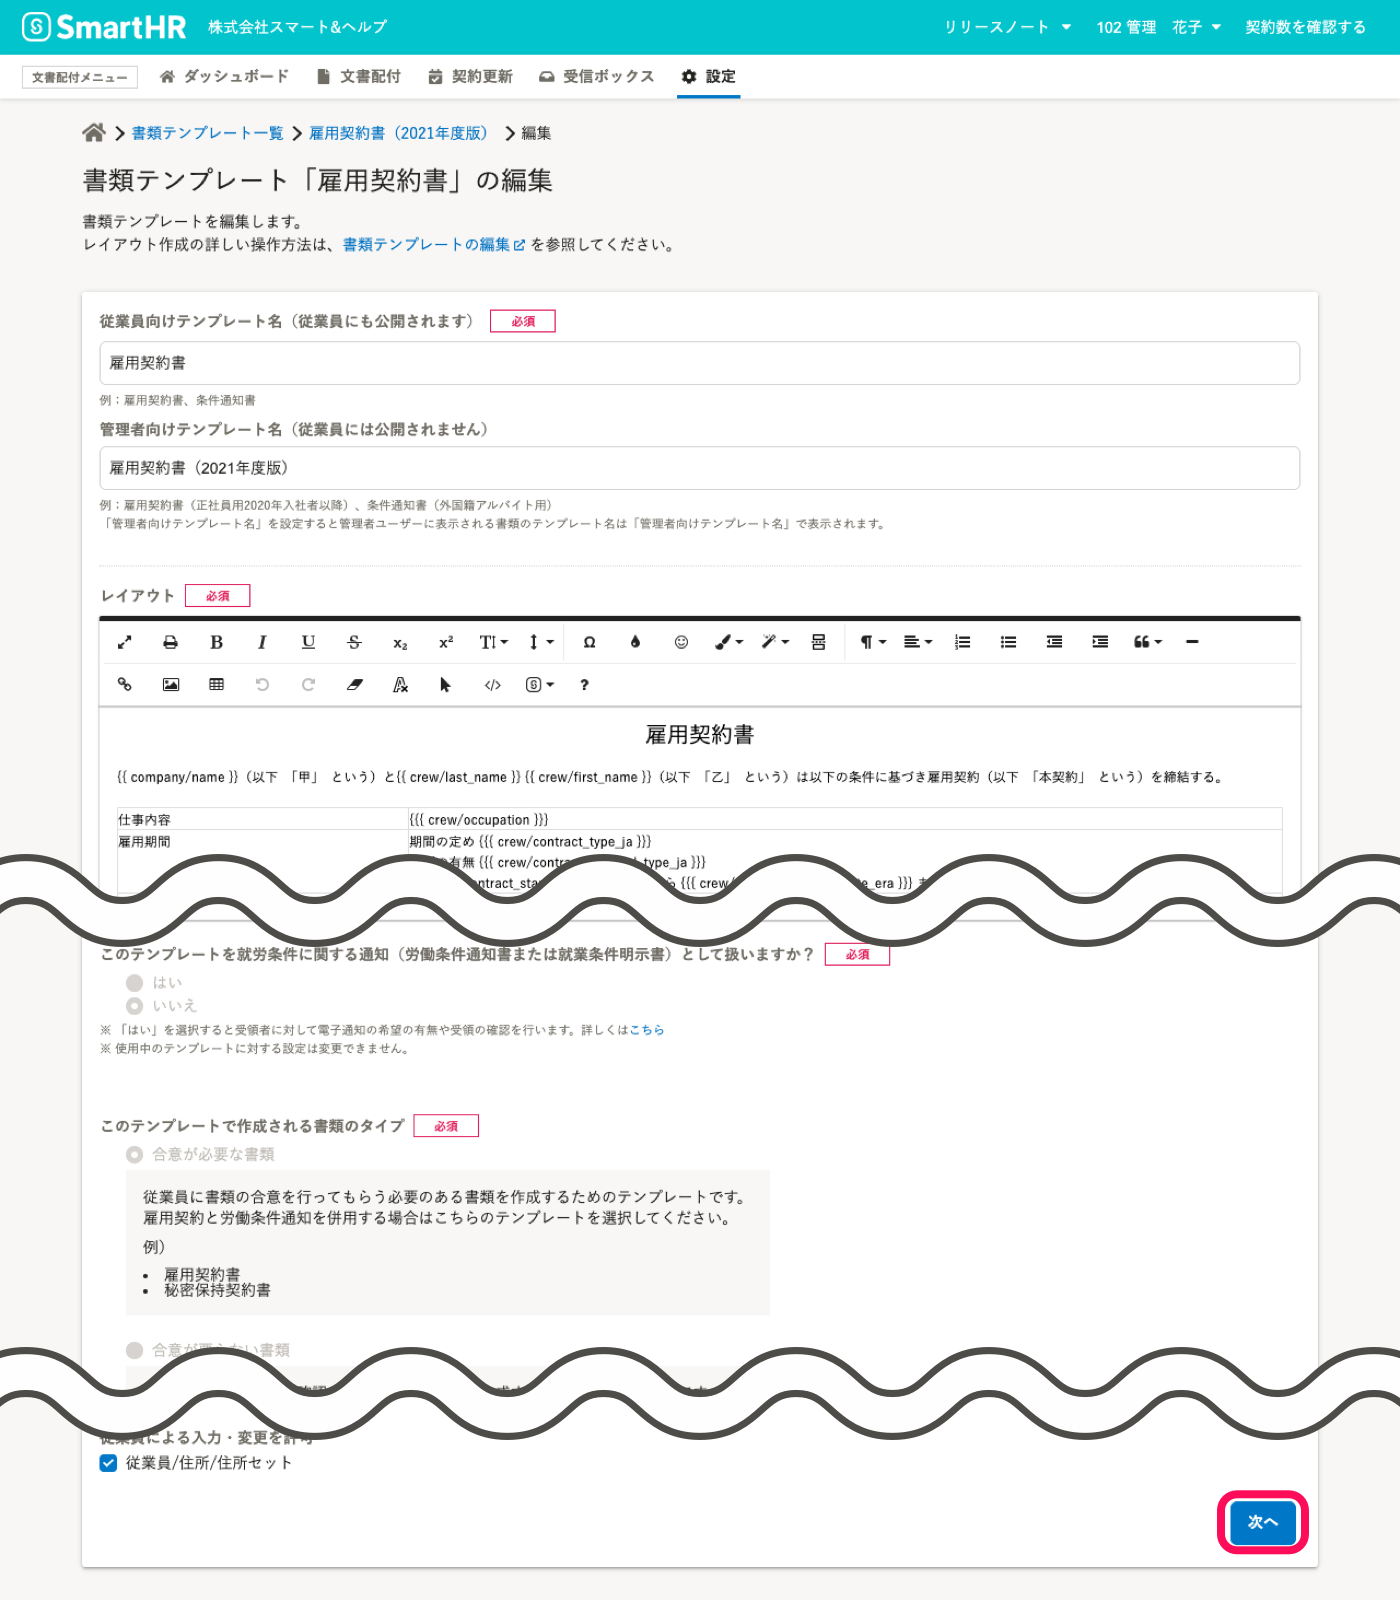 SmartHR 株式会社スマート&ヘルプ リリースノート 102 管理 花子 契約数を確認する
文書配付メニュー ダッシュボード 文書配付 契約更新 受信ボックス 設定
書類テンプレート一覧 雇用契約書（2021年度版） 編集
書類テンプレート「雇用契約書」の編集
書類テンプレートを編集します。
レイアウト作成の詳しい操作方法は、書類テンプレートの編集 を参照してください。
従業員向けテンプレート名（従業員にも公開されます） 必須
雇用契約書
例：雇用契約書、条件通知書
管理者向けテンプレート名（従業員には公開されません）
雇用契約書（2021年度版）
例：雇用契約書（正社員用2020年入社者以降）、条件通知書（外国籍アルバイト用）
「管理者向けテンプレート名」を設定すると管理者ユーザーに表示される書類のテンプレート名は「管理者向けテンプレート名」で表示されます。
レイアウト 必須
雇用契約書
{{ company/name }}（以下 「甲」 という）と{{ crew/last_name }} {{ crew/first_name }}（以下 「乙」 という）は以下の条件に基づき雇用契約（以下 「本契約」 という）を締結する。
仕事内容 {{{ crew/occupation }}}
雇用期間 期間の定め {{{ crew/contract_type_ja }}}
の有無 {{{ crew/contra type_ja }}}
ntract_sta ら {{{ crew/ e_era }}}
このテンプレートを就労条件に関する通知（労働条件通知書または就業条件明示書）として扱いますか？ 必須
はい
いいえ
※ 「はい」を選択すると受領者に対して電子通知の希望の有無や受領の確認を行います。詳しくはこちら
※ 使用中のテンプレートに対する設定は変更できません。
このテンプレートで作成される書類のタイプ 必須
合意が必要な書類
従業員に書類の合意を行ってもらう必要のある書類を作成するためのテンプレートです。
雇用契約と労働条件通知を併用する場合はこちらのテンプレートを選択してください。
例）
• 雇用契約書
• 秘密保持契約書
合意が要らない書類
従業員による入力・変更を許可
従業員/住所/住所セット
次へ